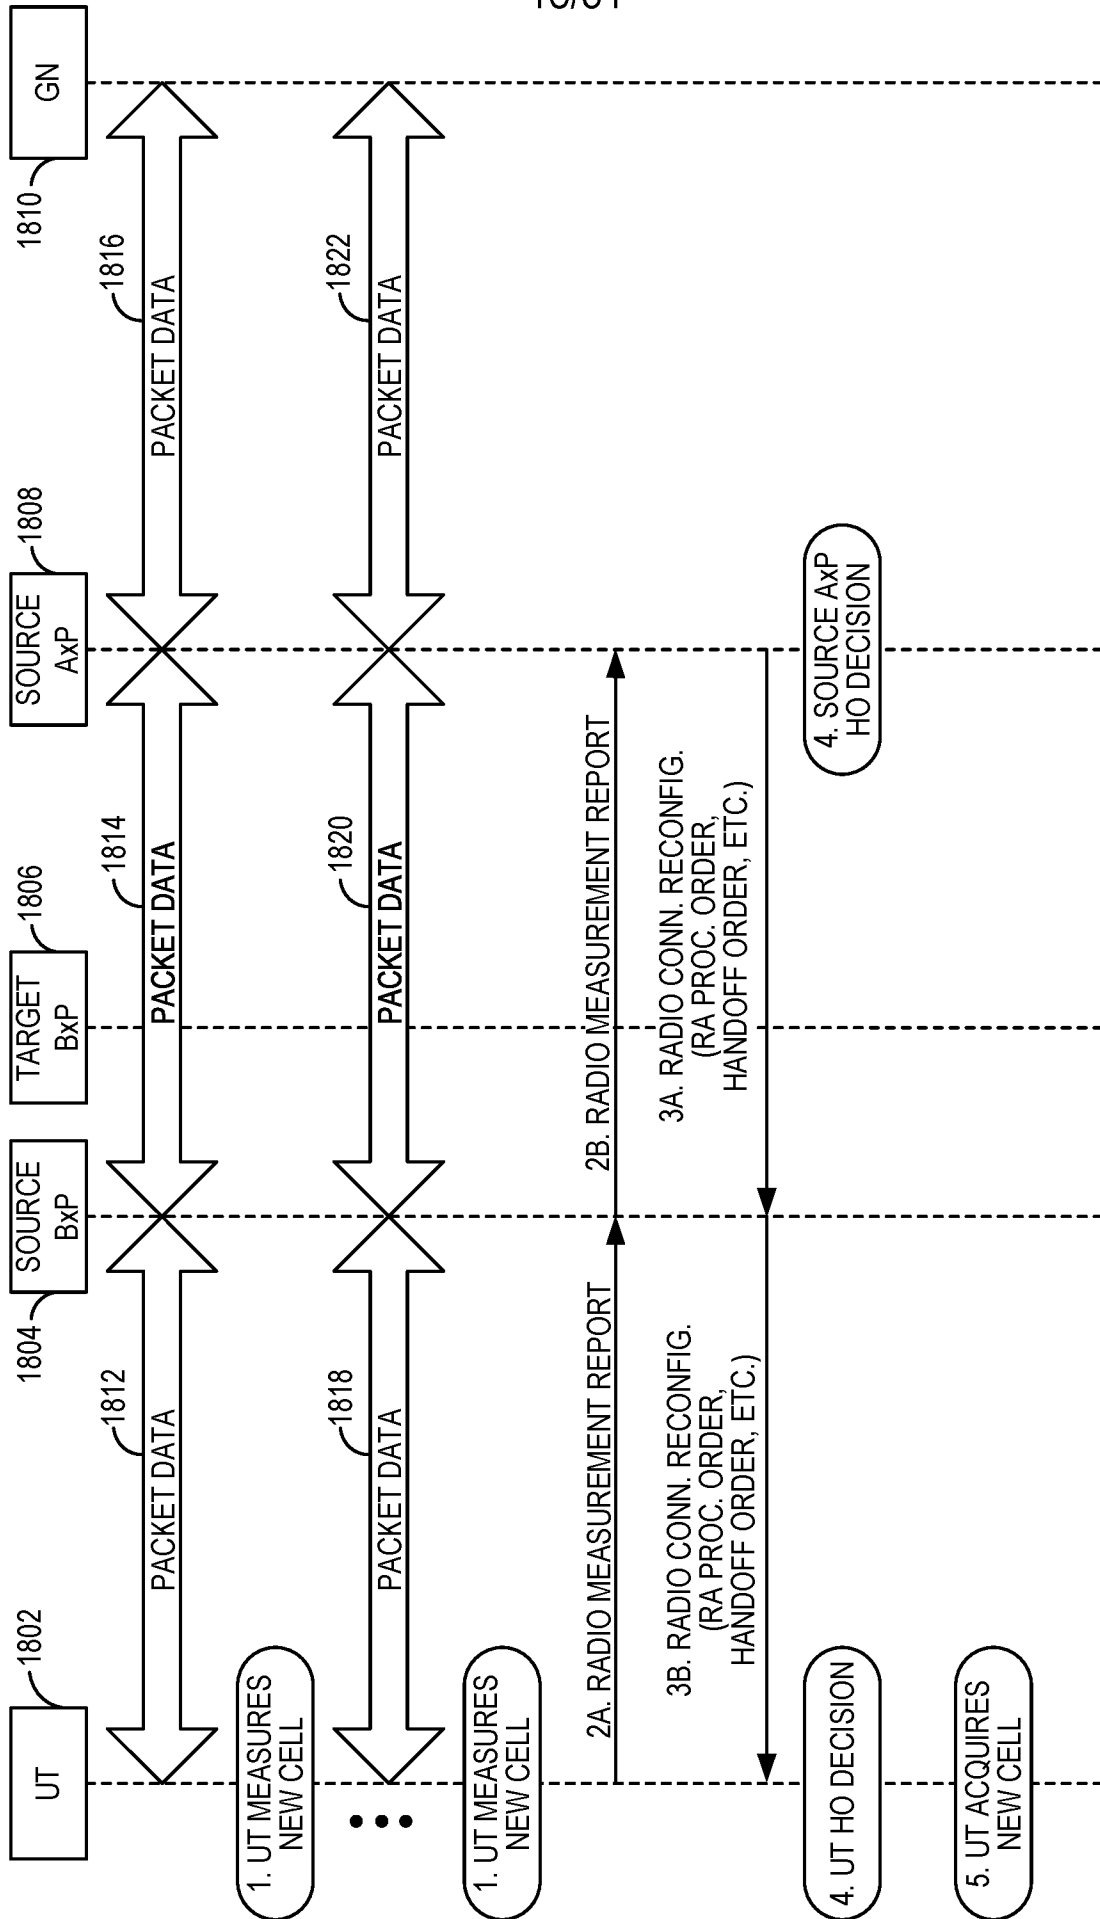 UT
1802
SOURCE
BxP
1804
TARGET
BxP
1806
SOURCE
AxP
1808
GN
1810
PACKET DATA
1812
PACKET DATA
1814
PACKET DATA
1816
1. UT MEASURES
NEW CELL
PACKET DATA
1818
PACKET DATA
1820
PACKET DATA
1822
1. UT MEASURES
NEW CELL
2A. RADIO MEASUREMENT REPORT
2B. RADIO MEASUREMENT REPORT
3A. RADIO CONN. RECONFIG.
(RA PROC. ORDER,
HANDOFF ORDER, ETC.)
3B. RADIO CONN. RECONFIG.
(RA PROC. ORDER,
HANDOFF ORDER, ETC.)
4. UT HO DECISION
4. SOURCE AxP
HO DECISION
5. UT ACQUIRES
NEW CELL